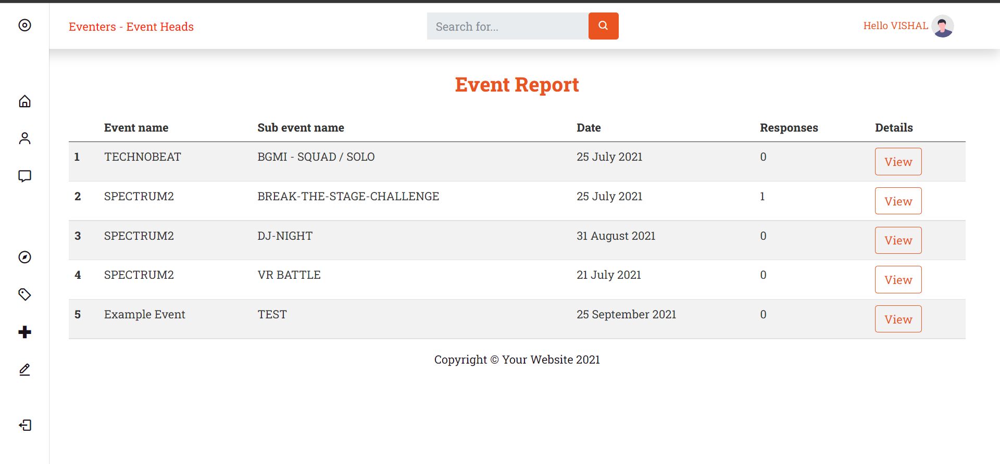 Eventers - Event Heads
Search for...
Hello VISHAL
Event Report
Event name Sub event name Date Responses Details
1 TECHNOBEAT BGMI - SQUAD / SOLO 25 July 2021 0 View
2 SPECTRUM2 BREAK-THE-STAGE-CHALLENGE 25 July 2021 1 View
3 SPECTRUM2 DJ-NIGHT 31 August 2021 0 View
4 SPECTRUM2 VR BATTLE 21 July 2021 0 View
5 Example Event TEST 25 September 2021 0 View
Copyright © Your Website 2021